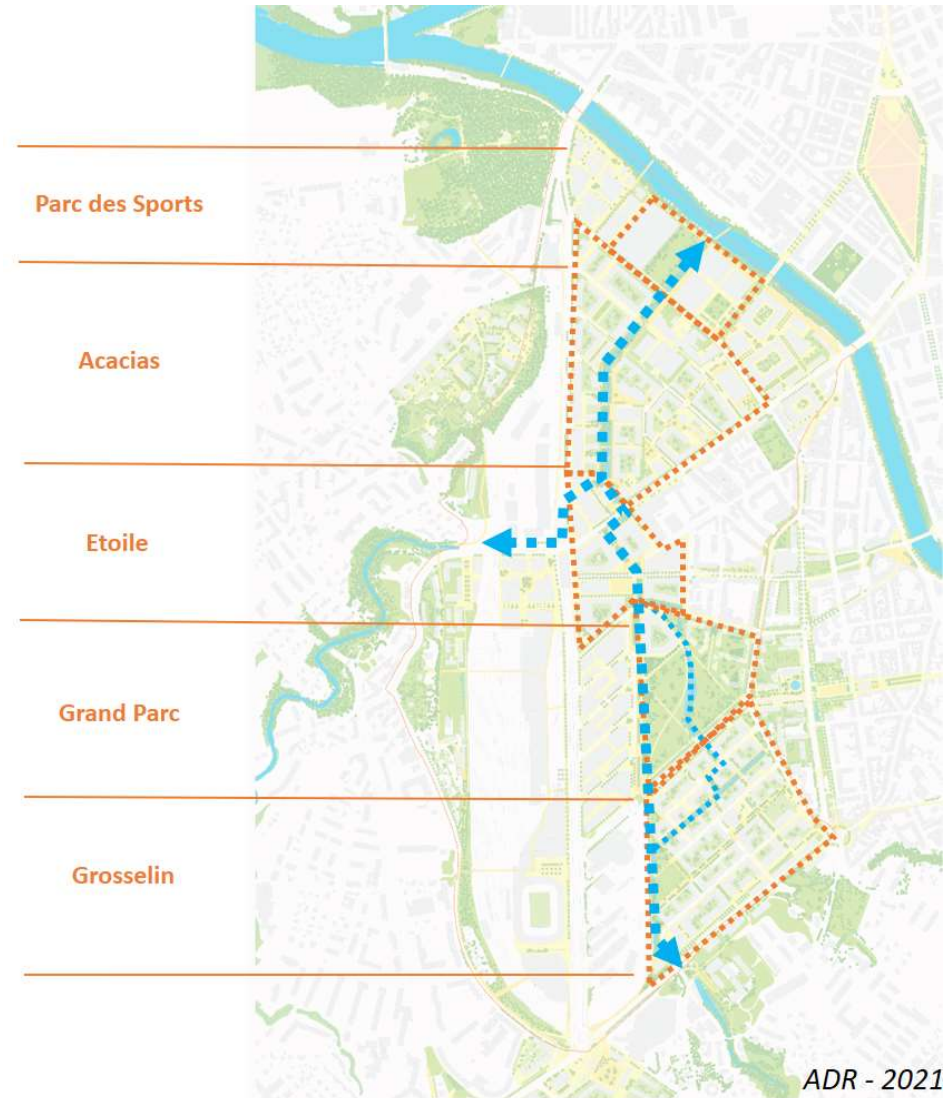 Parc des Sports
Acacias
Etoile
Grand Parc
Grosselin
ADR - 2021